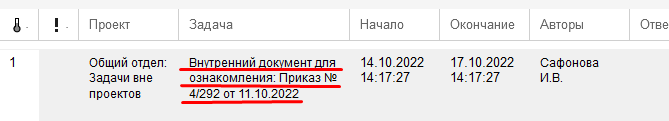 Проект Задача Начало Окончание Авторы Отве
1 Общий отдел: Внутренний документ для 14.10.2022 17.10.2022 Сафонова
Задачи вне ознакомления: Приказ № 14:17:27 14:17:27 И.В.
проектов 4/292 от 11.10.2022